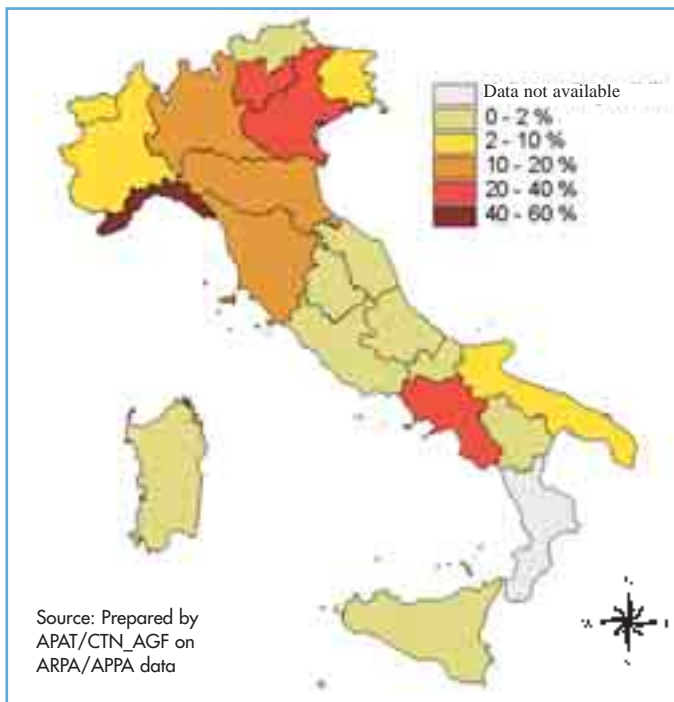 Data not available
0 - 2 %
2 - 10 %
10 - 20 %
20 - 40 %
40 - 60 %
Source: Prepared by
APAT/CTN_AGF on
ARPA/APPA data